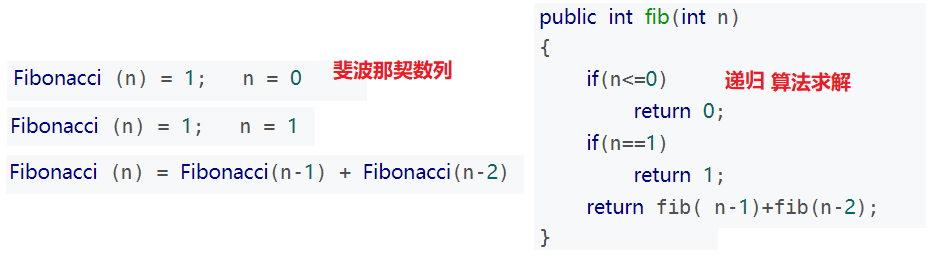 Fibonacci (n) = 1;   n = 0
斐波那契数列
Fibonacci (n) = 1;   n = 1
Fibonacci (n) = Fibonacci(n-1) + Fibonacci(n-2)
public int fib(int n)
{
    if(n<=0)
递归 算法求解
        return 0;
    if(n==1)
        return 1;
    return fib( n-1)+fib(n-2);
}